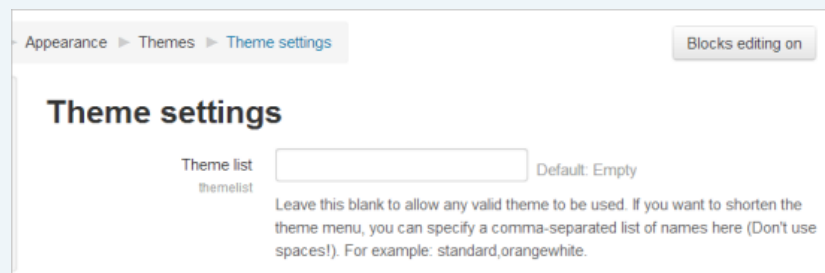 Appearance ► Themes ► Theme settings
Blocks editing on
Theme settings
Theme list
Default: Empty
themelist
Leave this blank to allow any valid theme to be used. If you want to shorten the
theme menu, you can specify a comma-separated list of names here (Don't use
spaces!). For example: standard,orangewhite.